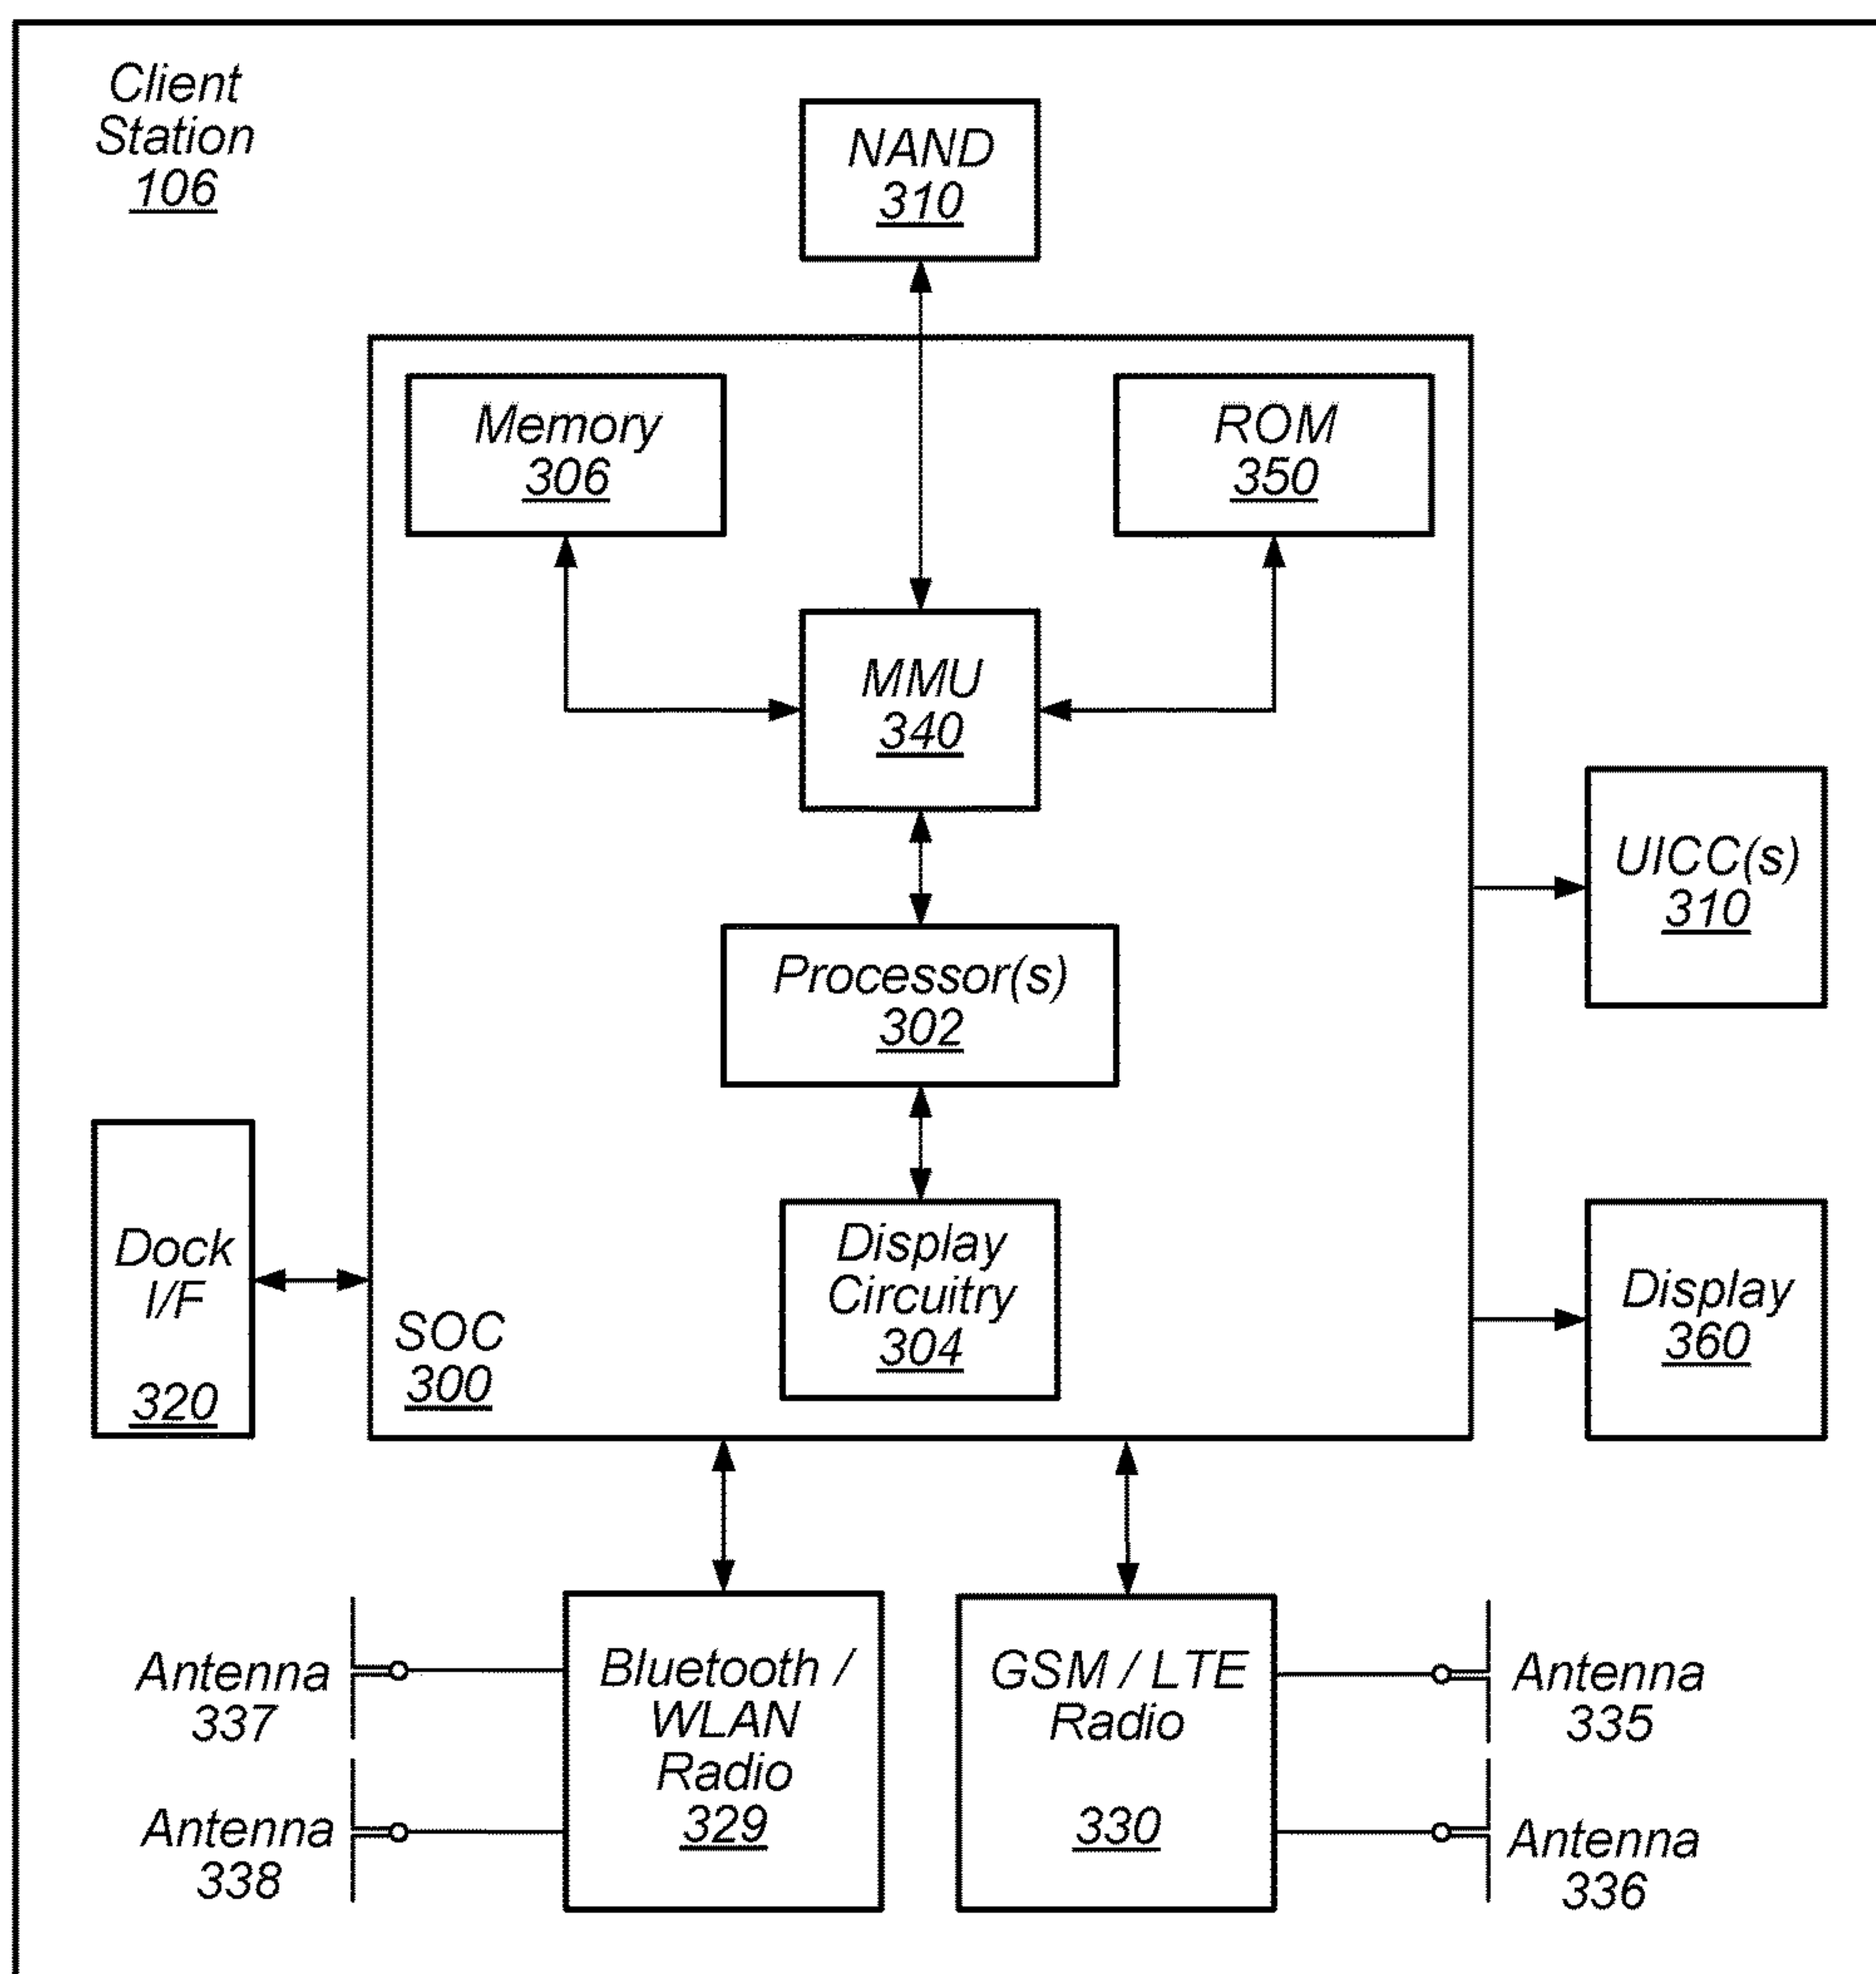 Client
Station
106
NAND
310
Memory
306
ROM
350
MMU
340
UICC(s)
310
Processor(s)
302
Dock
I/F
320
Display
Circuitry
304
SOC
300
Display
360
Antenna
337
Antenna
338
Bluetooth /
WLAN
Radio
329
GSM / LTE
Radio
330
Antenna
335
Antenna
336